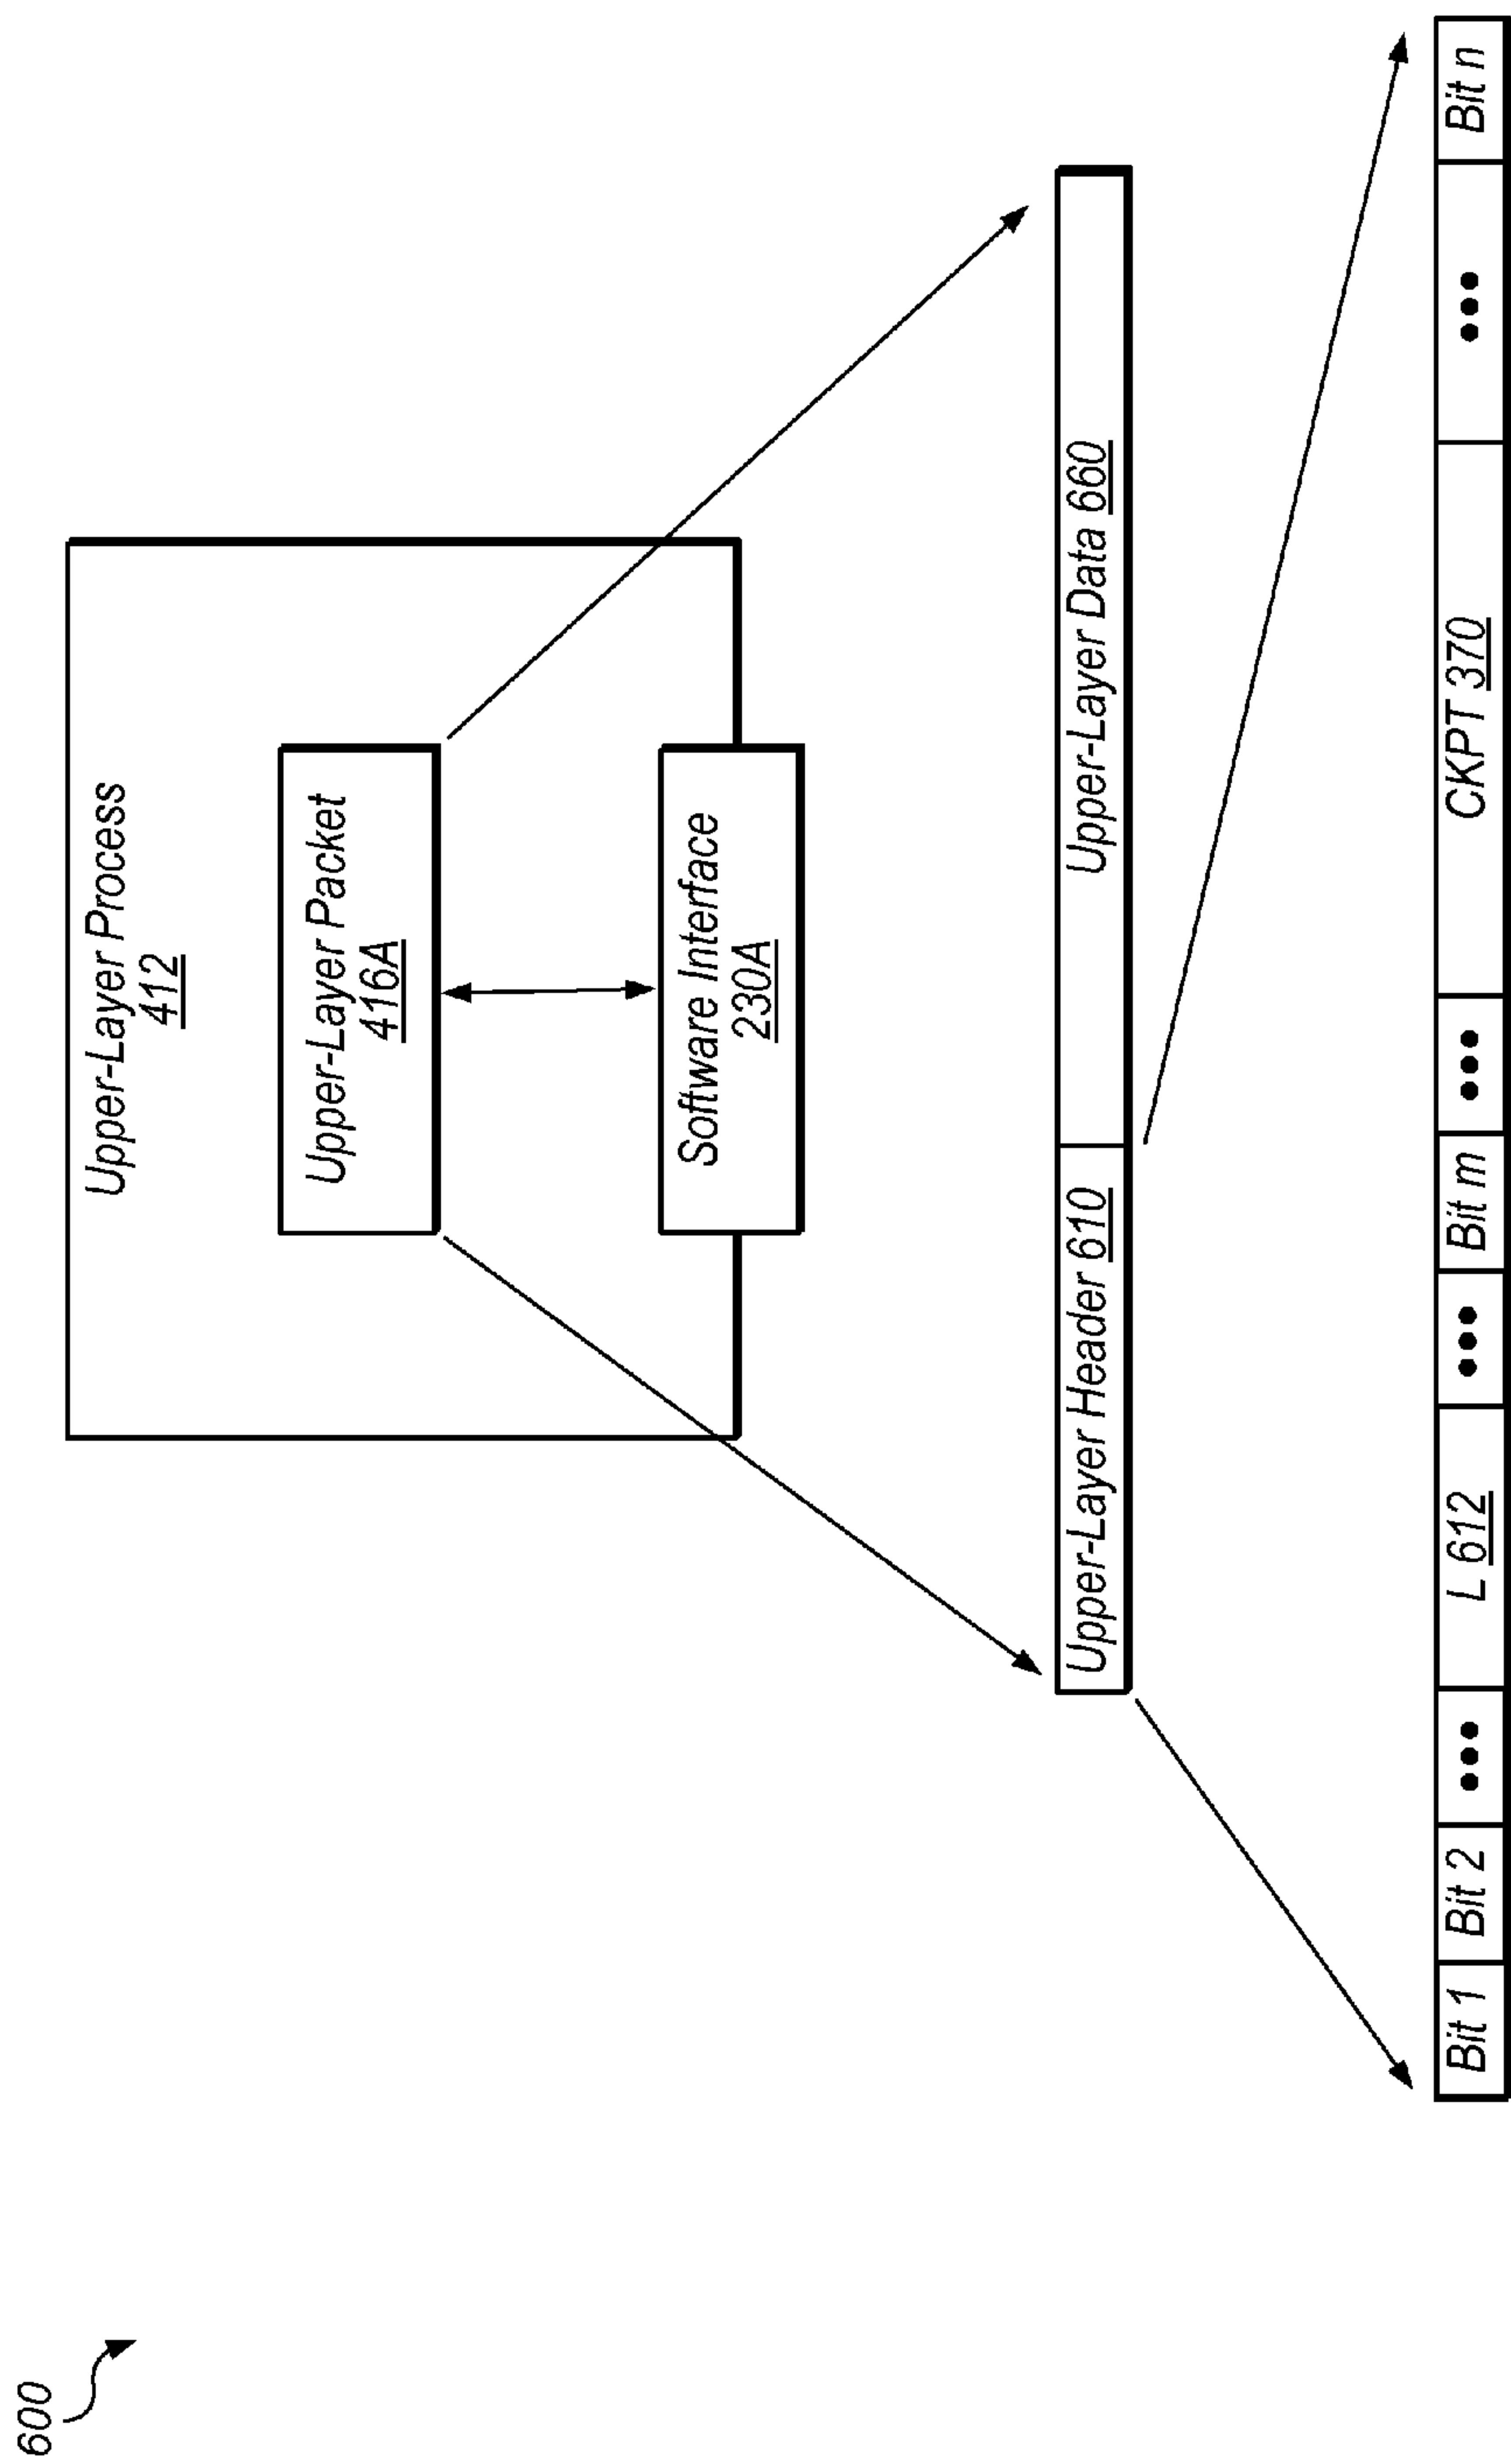 600
Upper-Layer Process
412
Upper-Layer Packet
416A
Software Interface
230A
Upper-Layer Header 610
Upper-Layer Data 660
Bit 1
Bit 2
•••
L 612
•••
Bit m
•••
CKPT 370
•••
Bit n